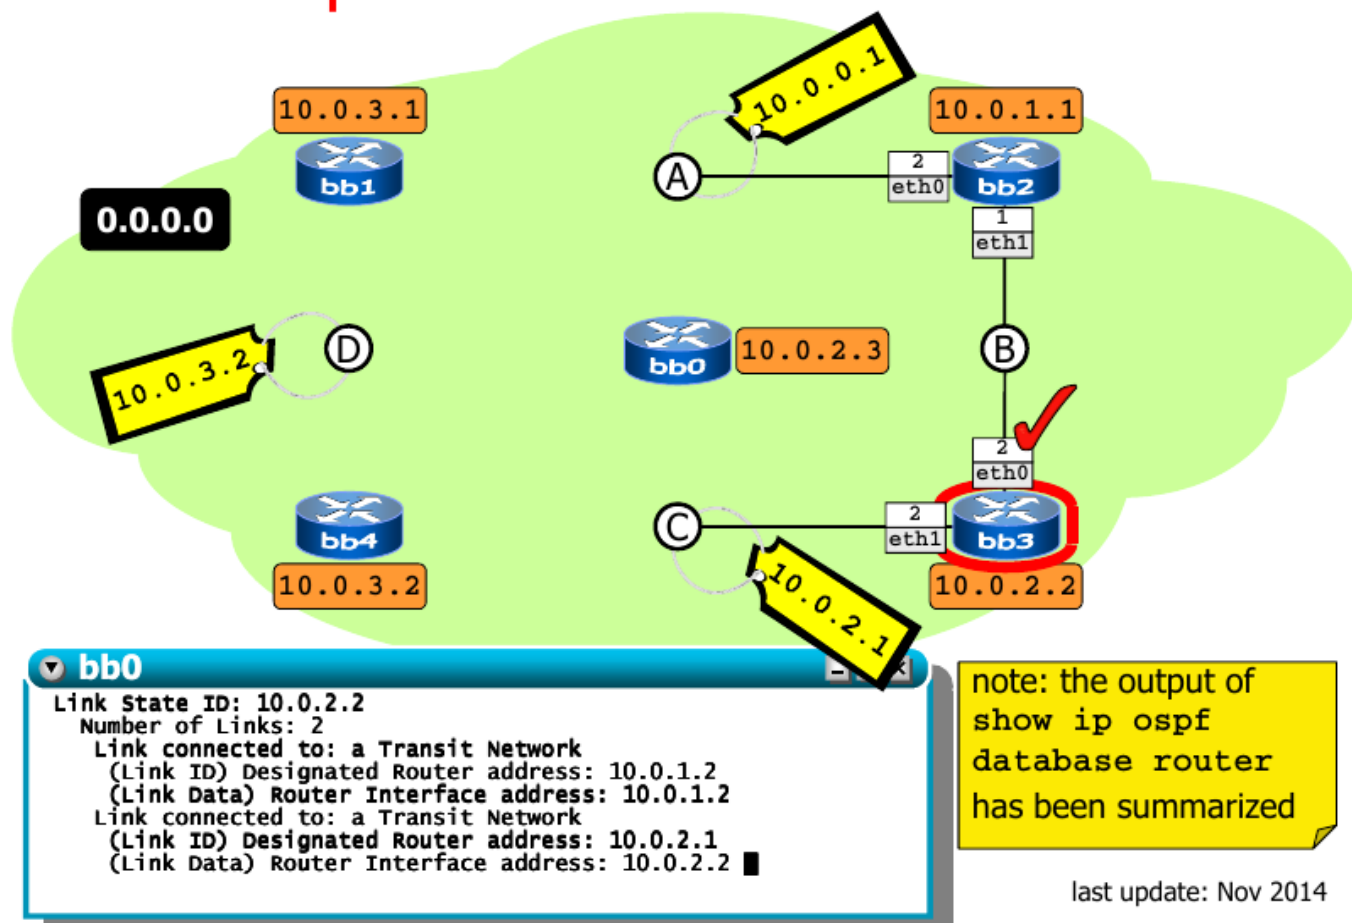 10.0.0.1
10.0.3.1
10.0.1.1
bb1
A
2
eth0
bb2
0.0.0.0
1
eth1
10.0.3.2
D
bb0
10.0.2.3
B
2
eth0
C
2
eth1
bb4
bb3
10.0.3.2
10.0.2.1
10.0.2.2
bb0
Link State ID: 10.0.2.2
Number of Links: 2
Link connected to: a Transit Network
(Link ID) Designated Router address: 10.0.1.2
(Link Data) Router Interface address: 10.0.1.2
Link connected to: a Transit Network
(Link ID) Designated Router address: 10.0.2.1
(Link Data) Router Interface address: 10.0.2.2
note: the output of
show ip ospf
database router
has been summarized
last update: Nov 2014